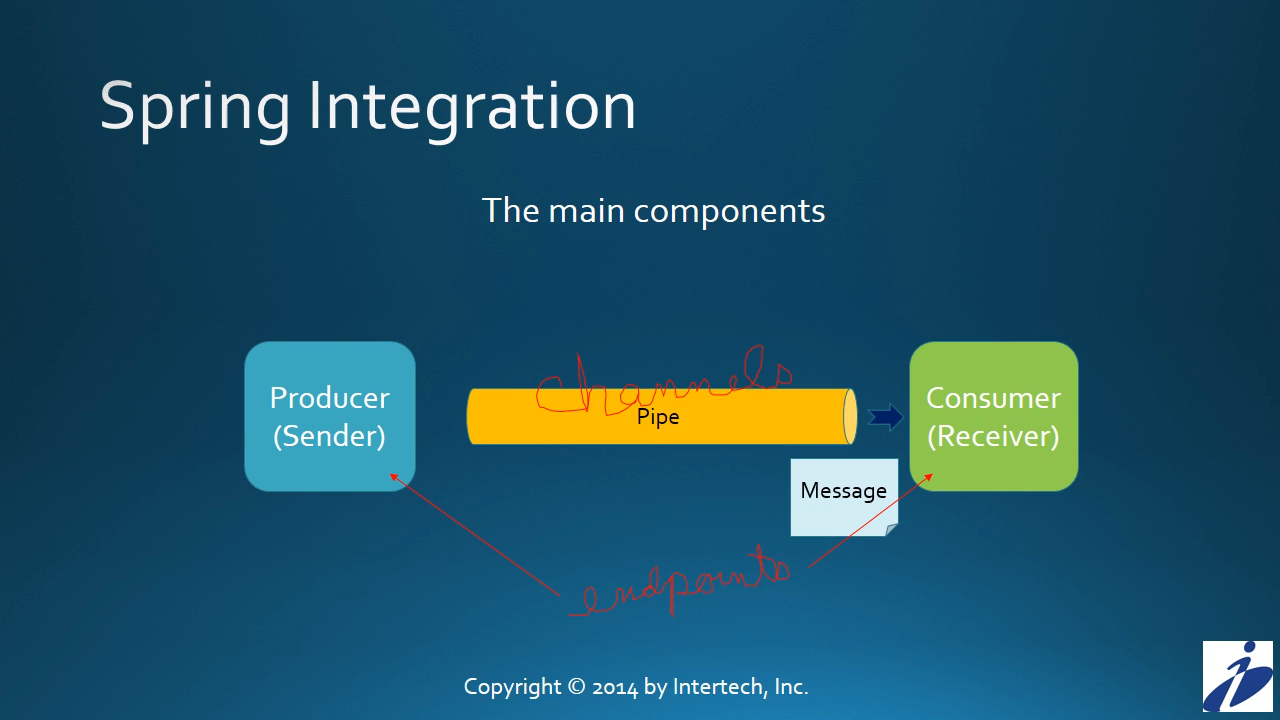 Spring Integration
The main components
channels
Producer
(Sender)
Pipe
Consumer
(Receiver)
Message
endpoints
Copyright © 2014 by Intertech, Inc.